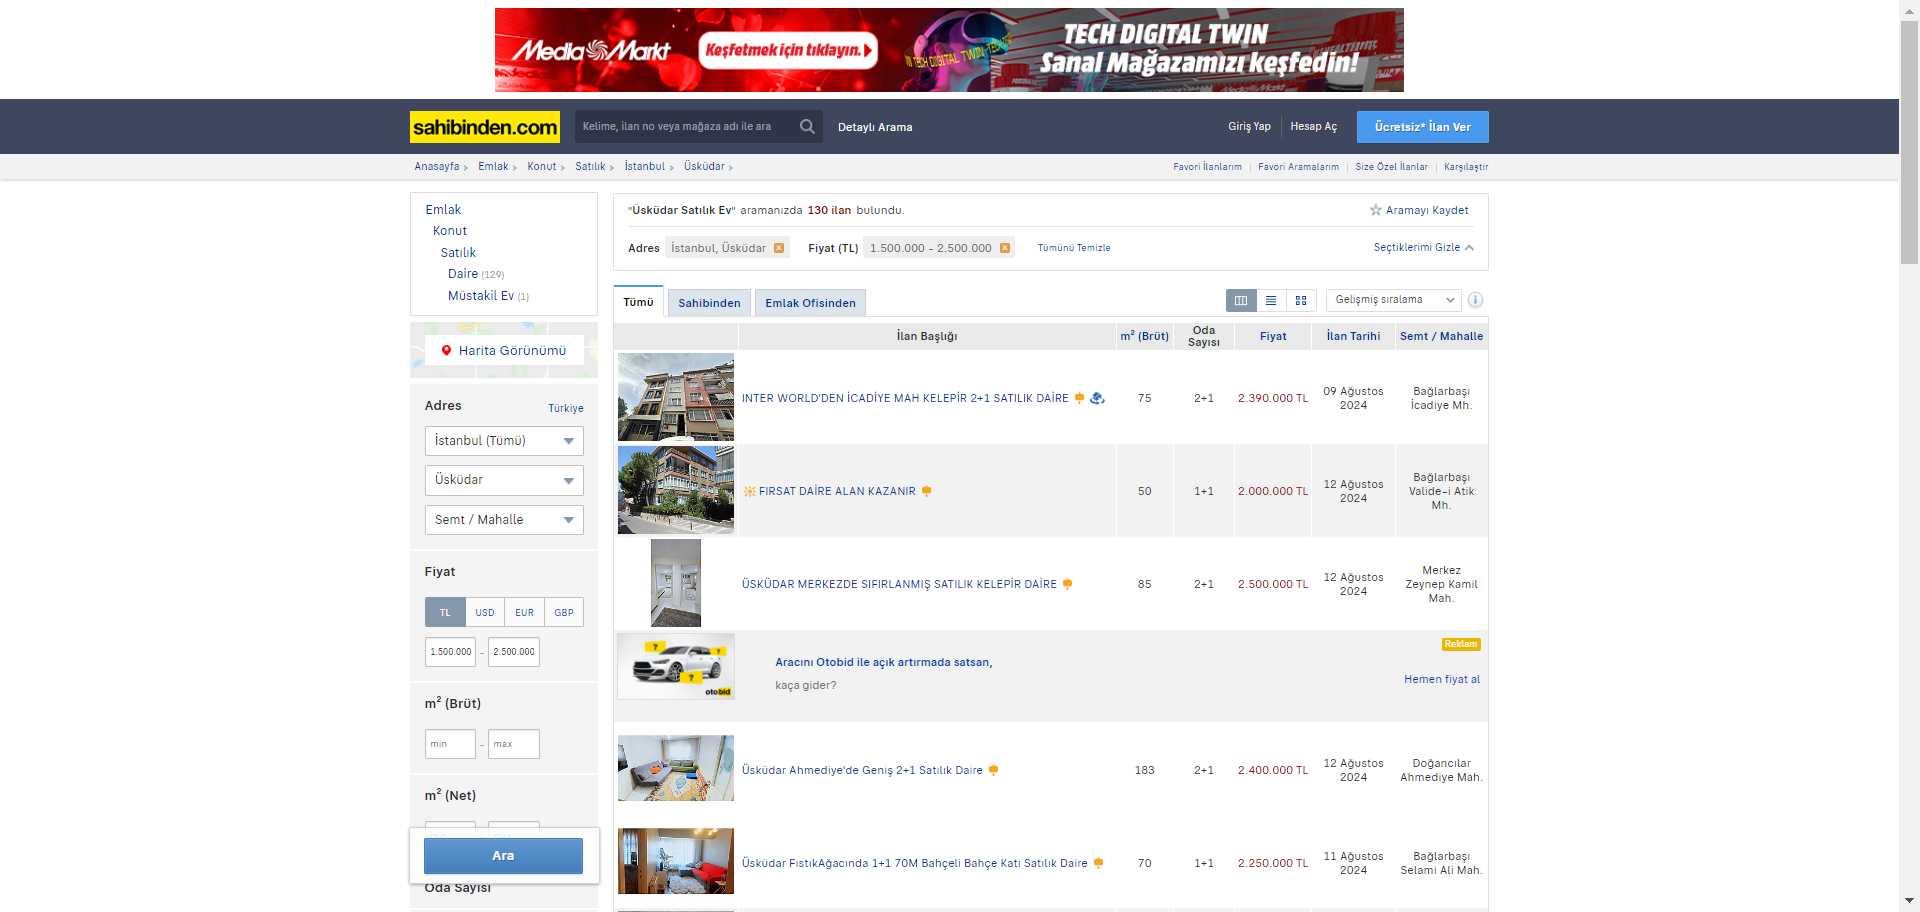 MediaMarkt
Keşfetmek için tıklayın.
TECH DIGITAL TWIN
Sanal Mağazamızı keşfedin!
sahibinden.com
Kelime, ilan no veya mağaza adı ile ara
Detaylı Arama
Giriş Yap
Hesap Aç
Ücretsiz* İlan Ver
Anasayfa
Emlak
Konut
Satılık
İstanbul
Üsküdar
Favori İlanlarım
Favori Aramalarım
Size Özel İlanlar
Karşılaştır
Emlak
Konut
Satılık
Daire (129)
Müstakil Ev (1)
Harita Görünümü
Adres
Türkiye
İstanbul (Tümü)
Üsküdar
Semt / Mahalle
Fiyat
TL USD EUR GBP
1.500.000 - 2.500.000
m² (Brüt)
min - max
m² (Net)
Ara
Oda Sayısı
"Üsküdar Satılık Ev" aramanızda 130 ilan bulundu.
Aramayı Kaydet
Adres İstanbul, Üsküdar Fiyat (TL) 1.500.000 - 2.500.000 Tümünü Temizle
Seçtiklerimi Gizle
Tümü
Sahibinden
Emlak Ofisinden
Gelişmiş sıralama
İlan Başlığı
m² (Brüt)
Oda
Sayısı
Fiyat
İlan Tarihi
Semt / Mahalle
INTER WORLD'DEN İCADİYE MAH KELEPİR 2+1 SATILIK DAİRE
75
2+1
2.390.000 TL
09 Ağustos
2024
Bağlarbaşı
İcadiye Mh.
FIRSAT DAİRE ALAN KAZANIR
50
1+1
2.000.000 TL
12 Ağustos
2024
Bağlarbaşı
Valide-i Atik
Mh.
ÜSKÜDAR MERKEZDE SIFIRLANMIŞ SATILIK KELEPİR DAİRE
85
2+1
2.500.000 TL
12 Ağustos
2024
Merkez
Zeynep Kamil
Mah.
otobid
Aracını Otobid ile açık artırmada satsan,
kaça gider?
Reklam
Hemen fiyat al
Üsküdar Ahmediye'de Geniş 2+1 Satılık Daire
183
2+1
2.400.000 TL
12 Ağustos
2024
Doğancılar
Ahmediye Mah.
Üsküdar FıstıkAğacında 1+1 70M Bahçeli Bahçe Katı Satılık Daire
70
1+1
2.250.000 TL
11 Ağustos
2024
Bağlarbaşı
Selami Ali Mah.